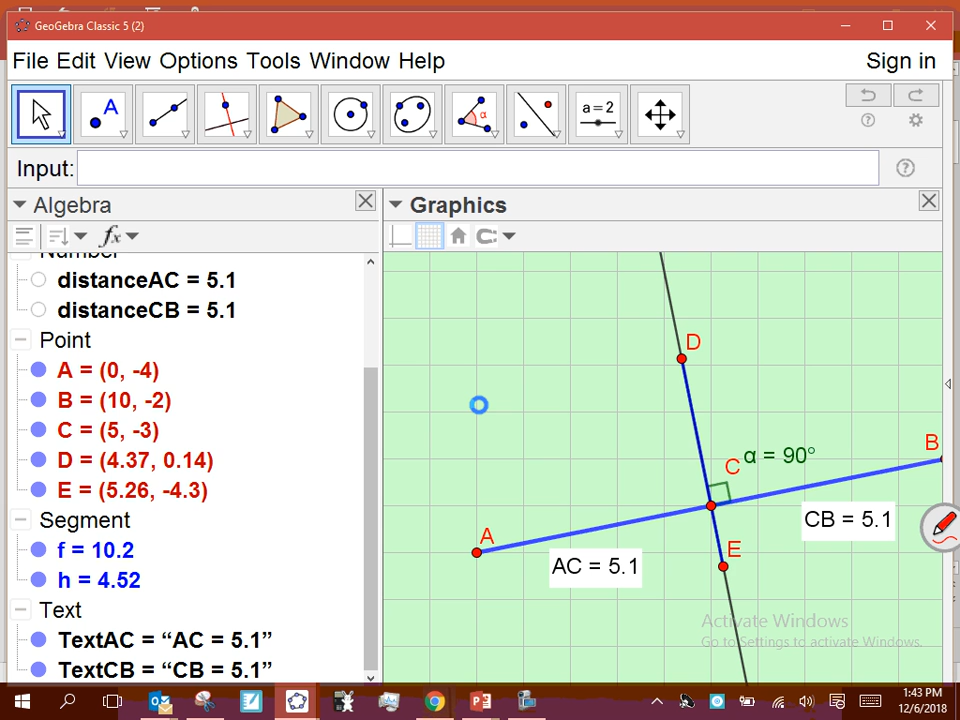 GeoGebra Classic 5 (2)
File Edit View Options Tools Window Help
Sign in
A
α
a=2
Input:
Algebra
Graphics
fx
Number
distanceAC = 5.1
distanceCB = 5.1
Point
A = (0, -4)
B = (10, -2)
C = (5, -3)
D = (4.37, 0.14)
E = (5.26, -4.3)
Segment
f = 10.2
h = 4.52
Text
TextAC = “AC = 5.1”
TextCB = “CB = 5.1”
D
B
C
α = 90°
CB = 5.1
A
E
AC = 5.1
Activate Windows
Go to Settings to activate Windows.
1:43 PM
12/6/2018